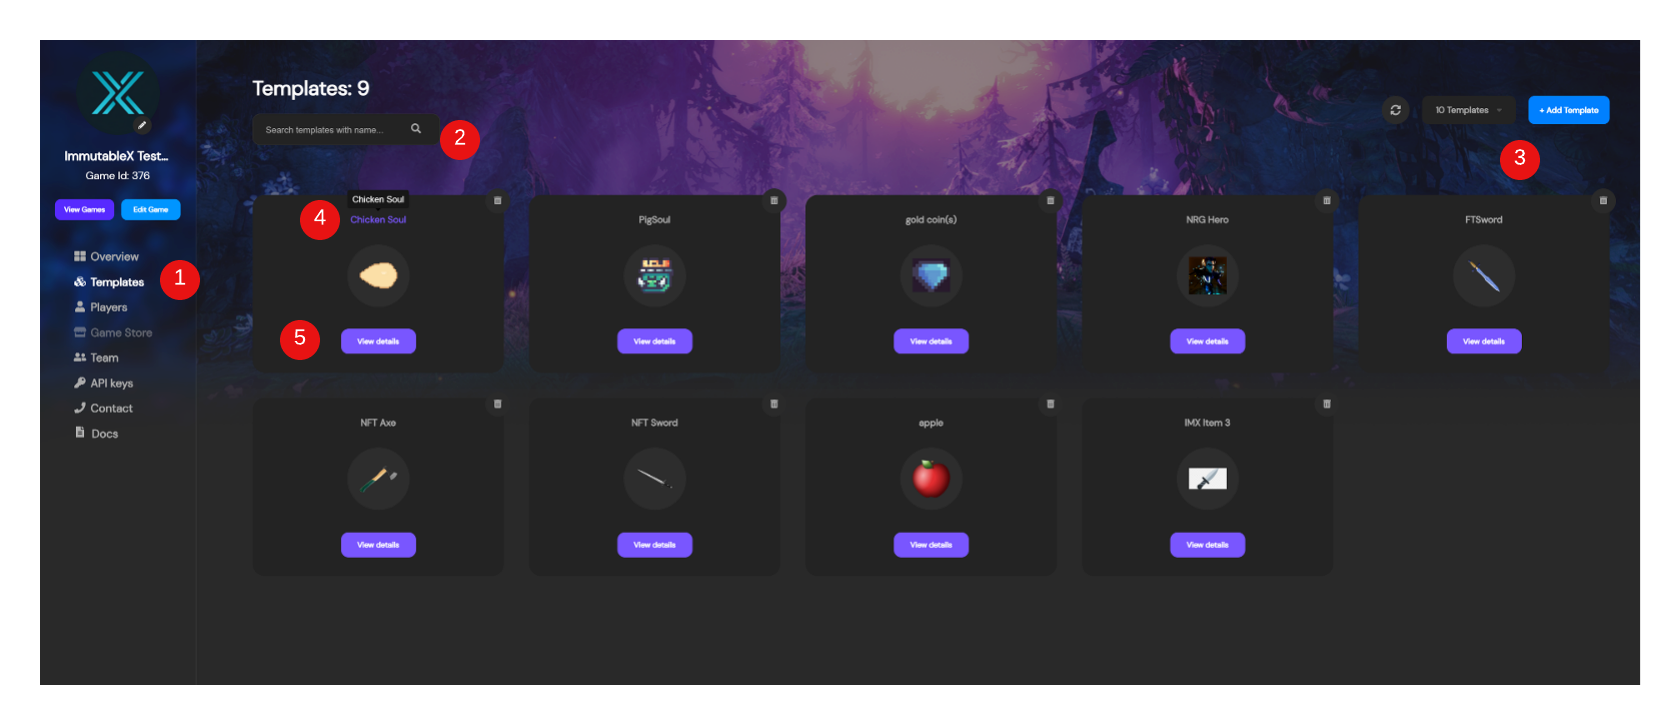 ImmutableX Test...
Game Id: 376
View Games
Edit Game
Overview
Templates
1
Players
Game Store
Team
API keys
Contact
Docs
Templates: 9
Search templates with name...
2
10 Templates
+ Add Template
3
Chicken Soul
4
Chicken Soul
PigSoul
gold coin(s)
NRG Hero
FTSword
5
View details
View details
View details
View details
View details
NFT Axe
NFT Sword
apple
IMX Item 3
View details
View details
View details
View details